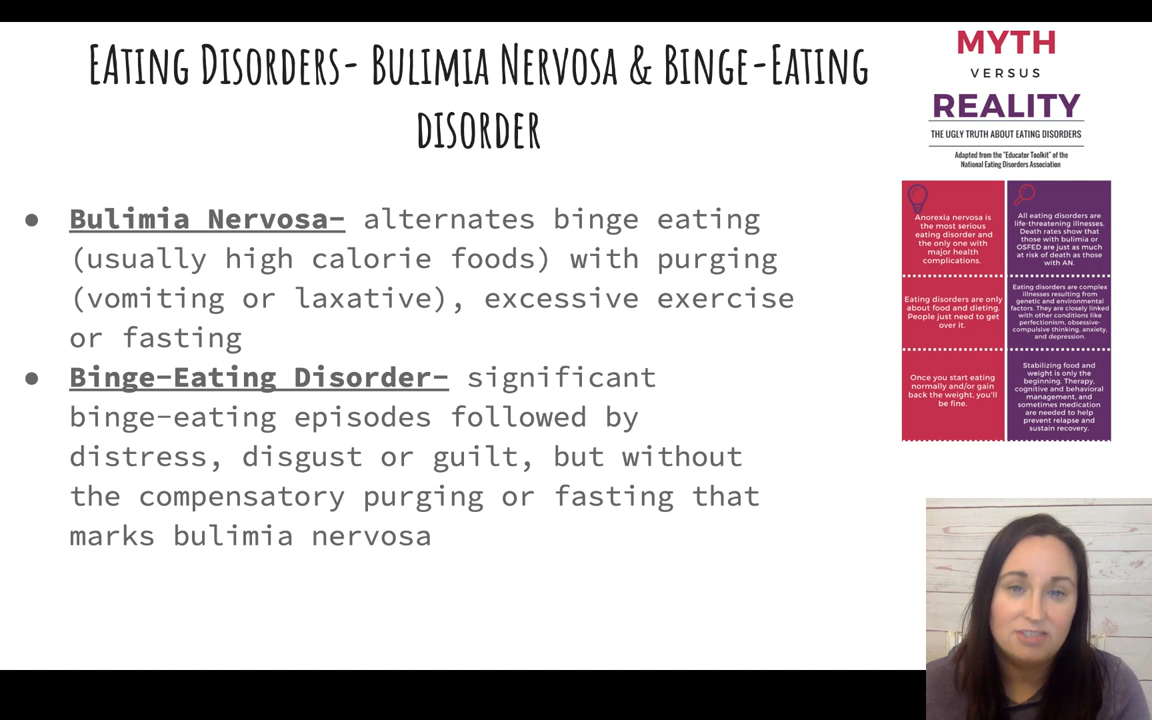 EATING DISORDERS- BULIMIA NERVOSA & BINGE-EATING
DISORDER
● Bulimia Nervosa- alternates binge eating
(usually high calorie foods) with purging
(vomiting or laxative), excessive exercise
or fasting
● Binge-Eating Disorder- significant
binge-eating episodes followed by
distress, disgust or guilt, but without
the compensatory purging or fasting that
marks bulimia nervosa
MYTH
VERSUS
REALITY
THE UGLY TRUTH ABOUT EATING DISORDERS
Adapted from the "Educator Toolkit" of the
National Eating Disorders Association
Anorexia nervosa is
the most serious
eating disorder and
the only one with
major health
complications.
All eating disorders are
life-threatening illnesses.
Death rates show that
those with bulimia or
OSFED are just as much
at risk of death as those
with AN.
Eating disorders are only
about food and dieting.
People just need to get
over it.
Eating disorders are complex
illnesses resulting from
genetic and environmental
factors. They are closely linked
with other conditions like
perfectionism, obsessive-
compulsive thinking, anxiety,
and depression.
Once you start eating
normally and/or gain
back the weight, you'll
be fine.
Stabilizing food and
weight is only the
beginning. Therapy,
cognitive and behavioral
management, and
sometimes medication
are needed to help
prevent relapse and
sustain recovery.